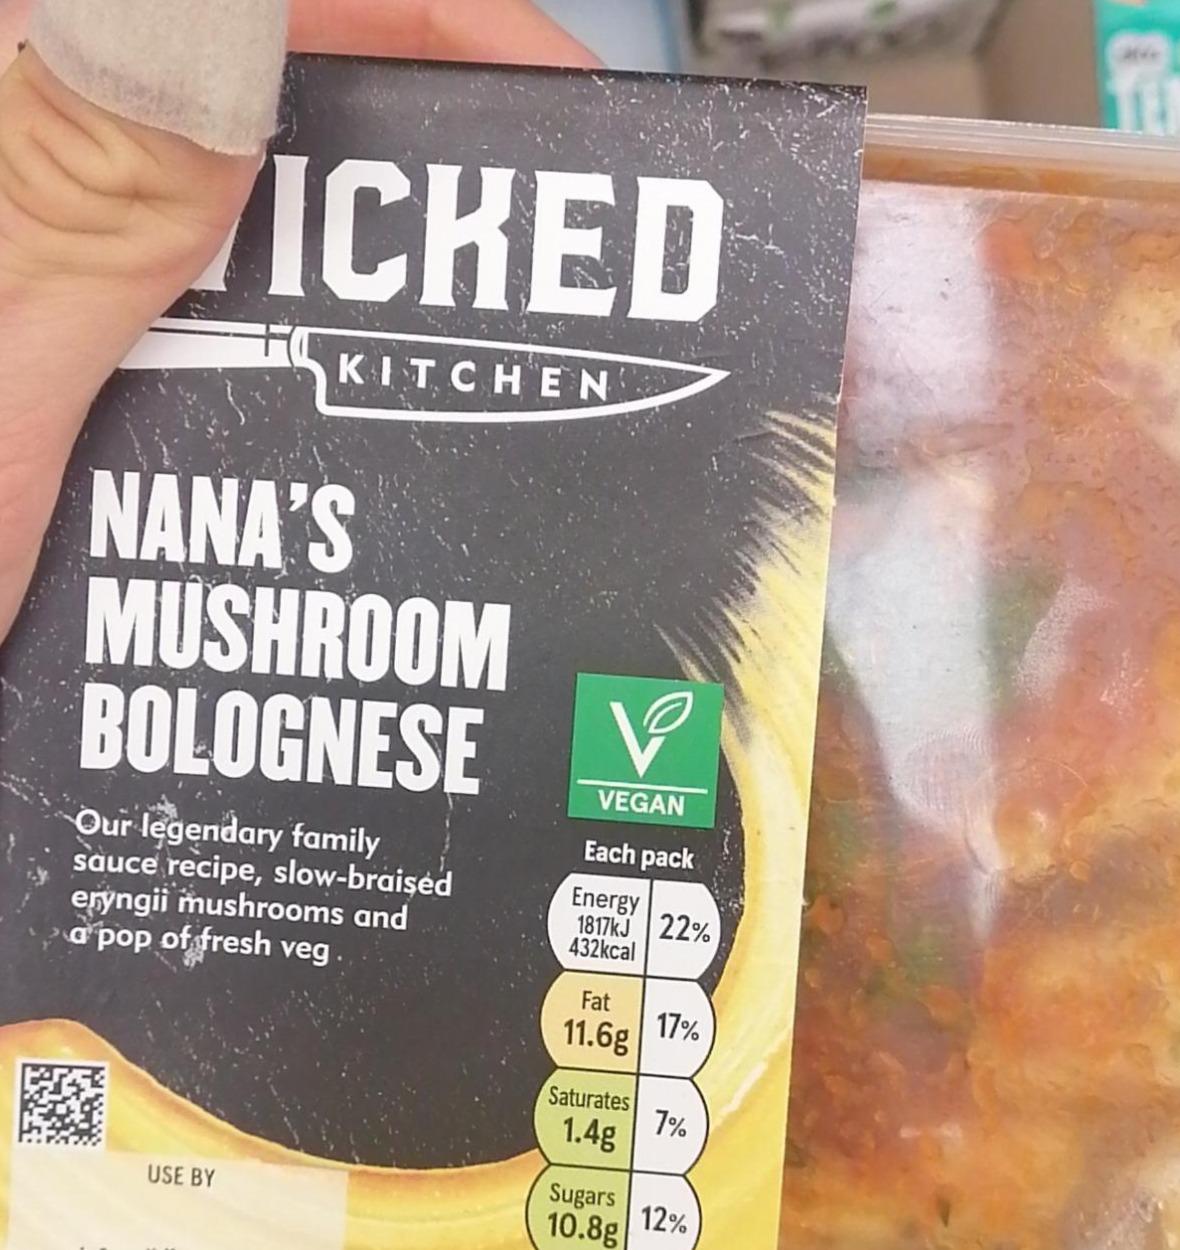 WICKED
KITCHEN
NANA'S
MUSHROOM
BOLOGNESE
Our legendary family
sauce recipe, slow-braised
eryngii mushrooms and
a pop of fresh veg.
VEGAN
Each pack
Energy
1817kJ
432kcal
22%
Fat
11.6g
17%
Saturates
1.4g
7%
Sugars
10.8g
12%
USE BY